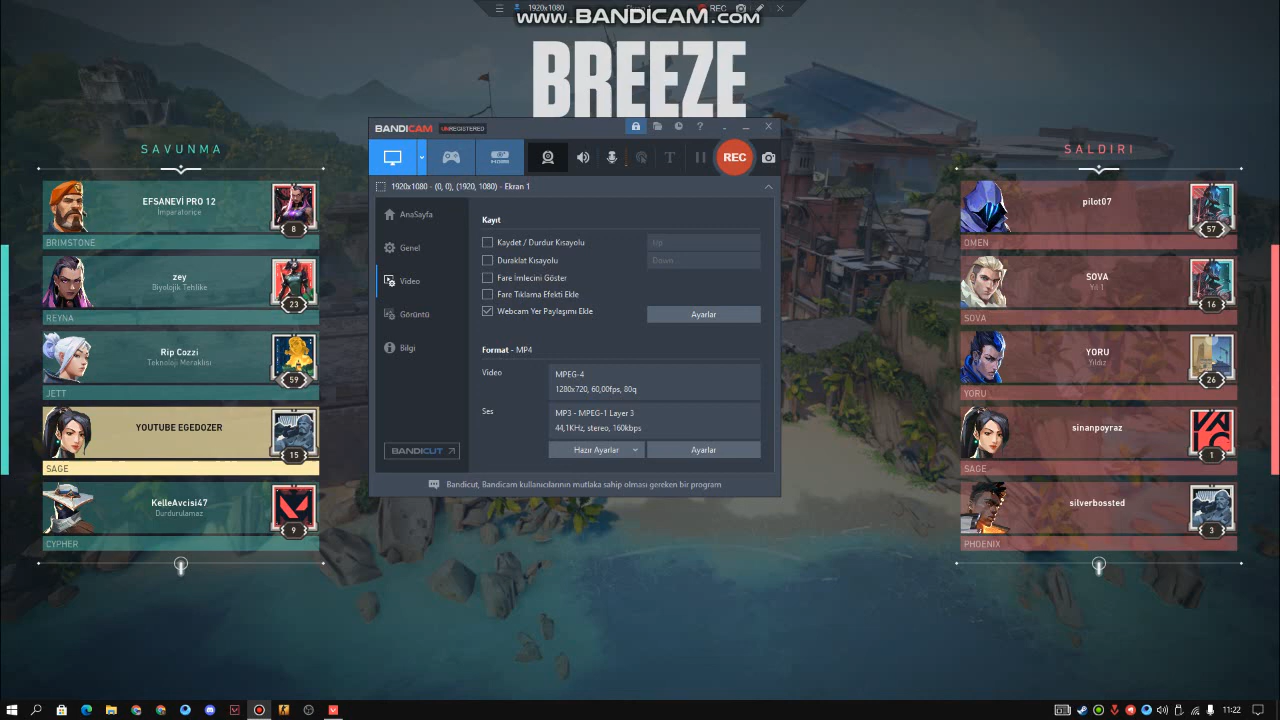 1920x1080
REC
www.BANDICAM.com
BREEZE
SAVUNMA
EFSANEVİ PRO 12
İmparatoriçe
8
BRIMSTONE
zey
Biyolojik Tehlike
23
REYNA
Rip Cozzi
Teknoloji Meraklısı
59
JETT
YOUTUBE EGEDOZER
15
SAGE
KelleAvcisi47
Durdurulamaz
9
CYPHER
BANDICAM UNREGISTERED
REC
1920x1080 - (0, 0), (1920, 1080) - Ekran 1
AnaSayfa
Genel
Video
Görüntü
Bilgi
BANDICUT
Kayıt
Kaydet / Durdur Kısayolu
Up
Duraklat Kısayolu
Down
Fare İmlecini Göster
Fare Tıklama Efekti Ekle
Webcam Yer Paylaşımı Ekle
Ayarlar
Format - MP4
Video
MPEG-4
1280x720, 60,00fps, 80q
Ses
MP3 - MPEG-1 Layer 3
44,1KHz, stereo, 160kbps
Hazır Ayarlar
Ayarlar
Bandicut, Bandicam kullanıcılarının mutlaka sahip olması gereken bir program
SALDIRI
pilot07
57
OMEN
SOVA
Yıl 1
16
SOVA
YORU
Yıldız
26
YORU
sinanpoyraz
1
SAGE
silverbossted
3
PHOENIX
11:22